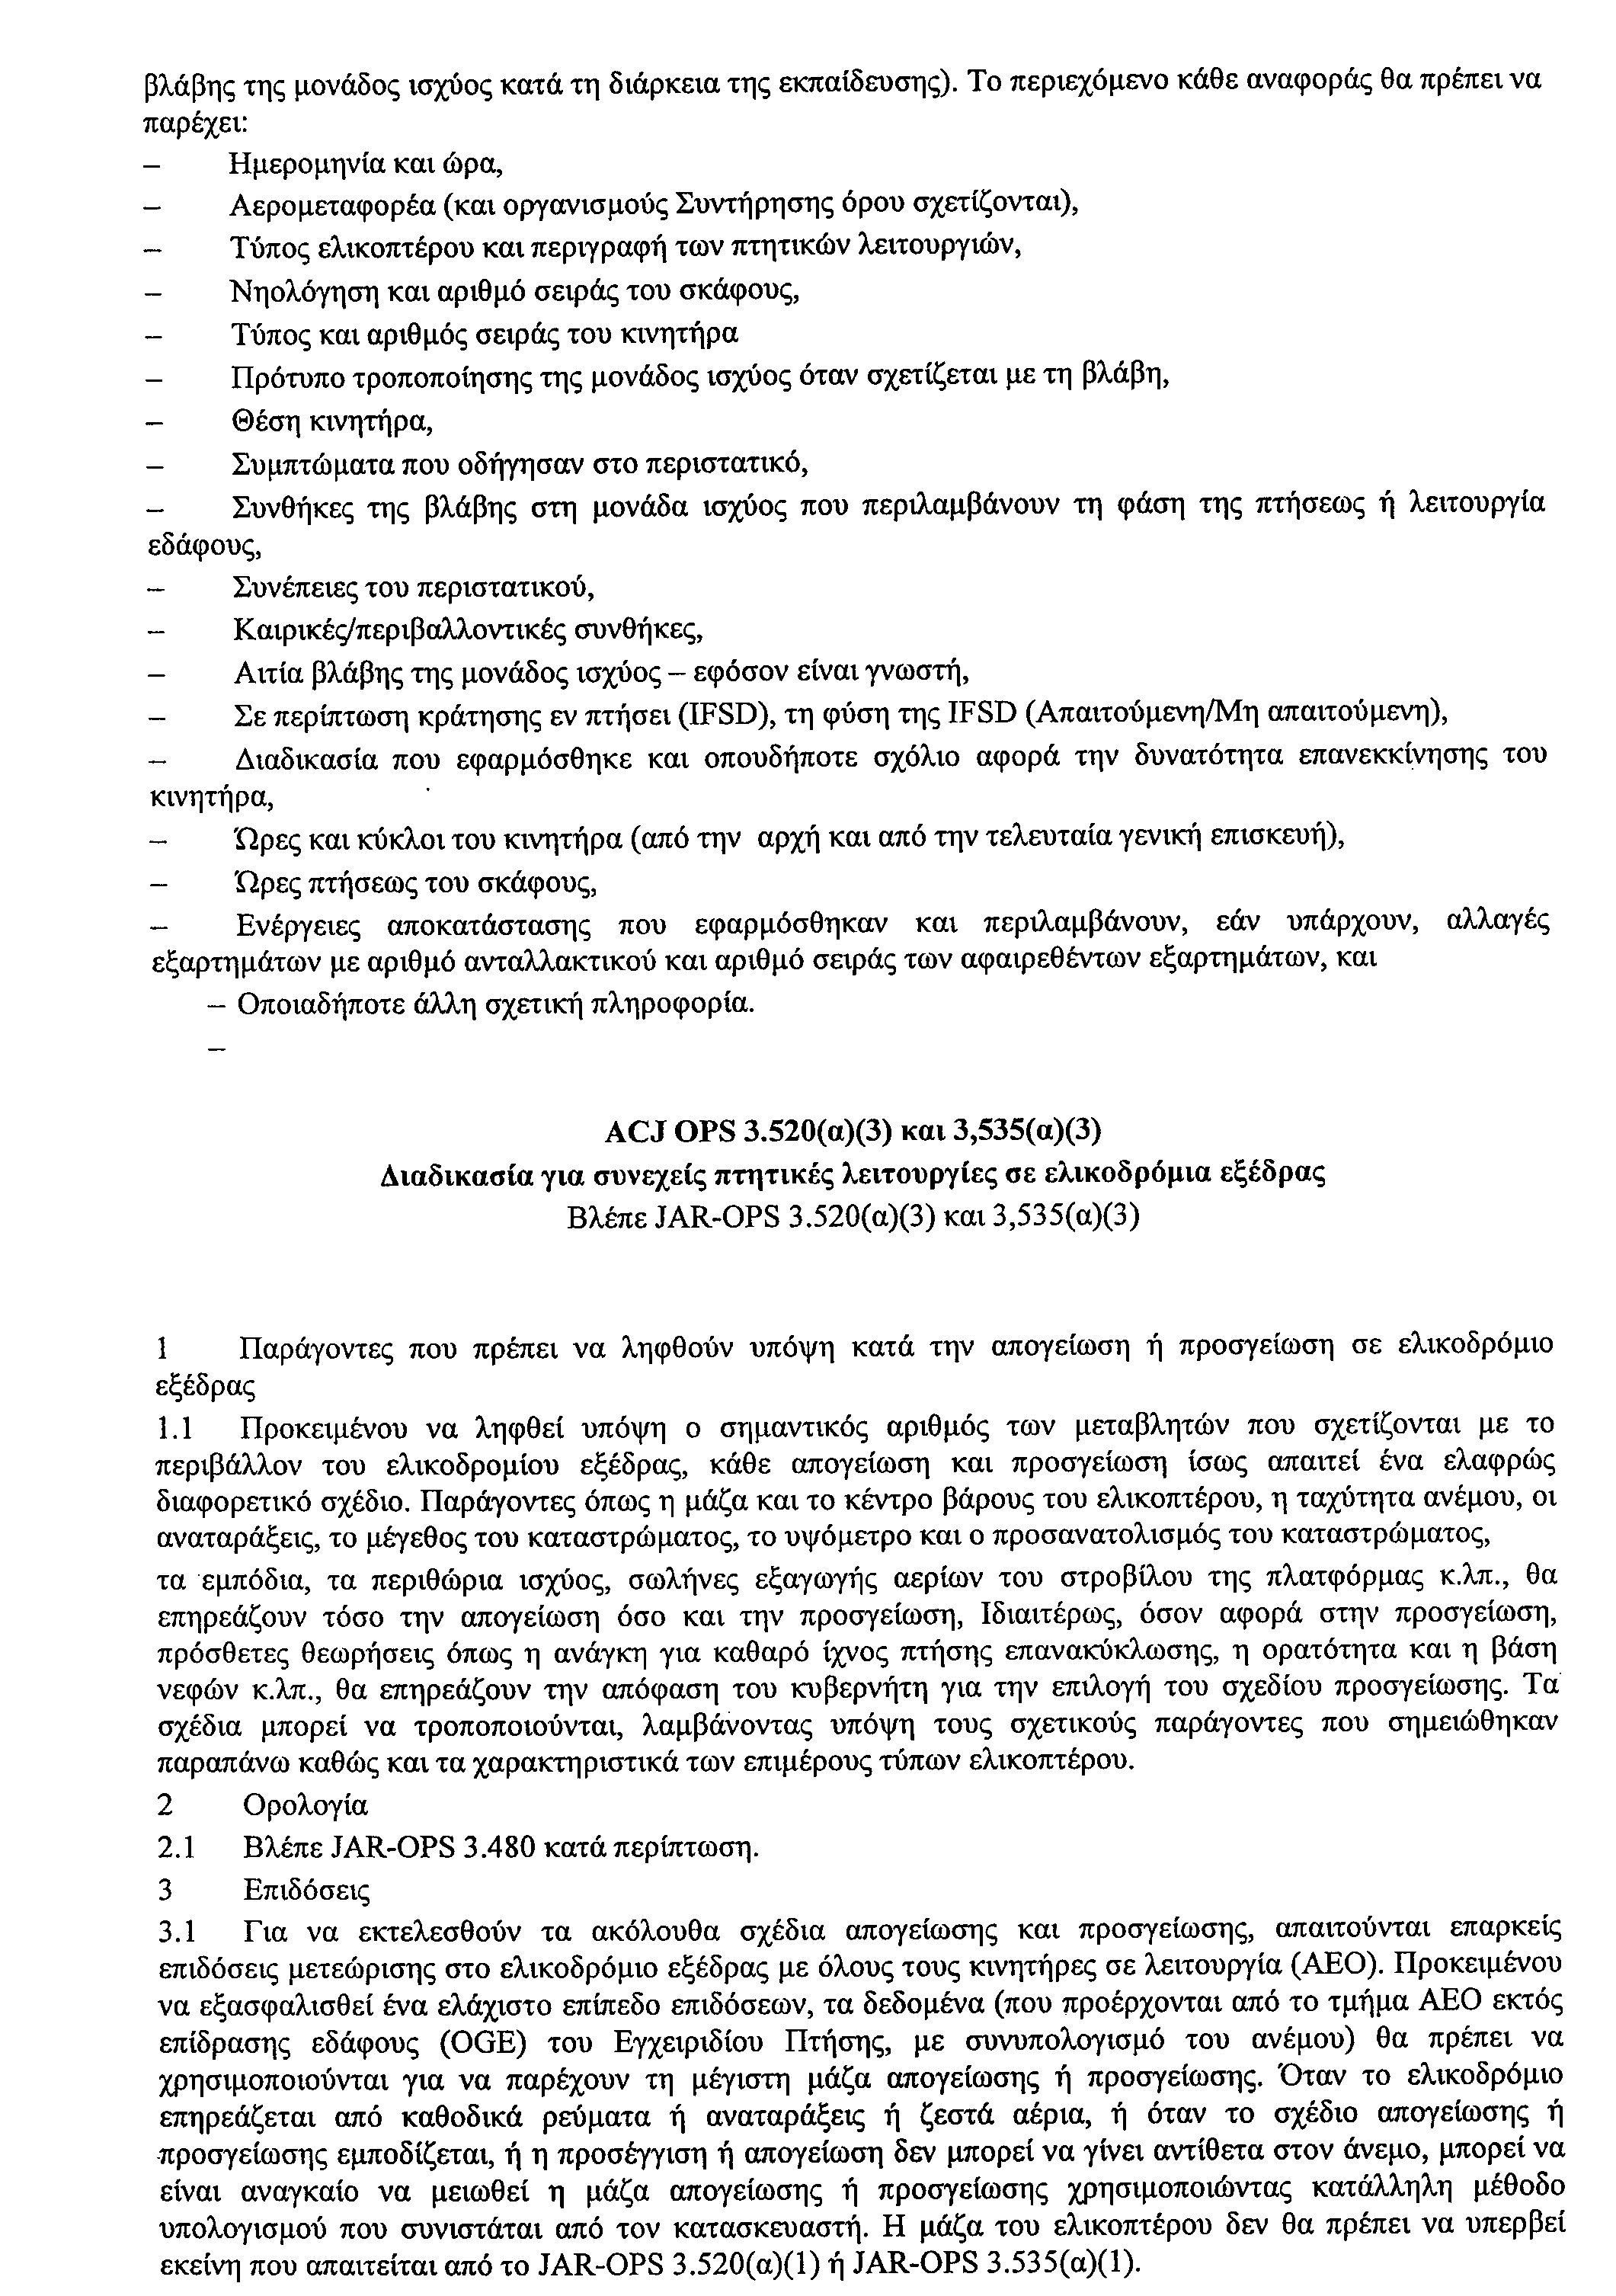 βλάβης της μονάδος ισχύος κατά τη διάρκεια της εκπαίδευσης). Το περιεχόμενο κάθε αναφοράς θα πρέπει να
παρέχει:
– Ημερομηνία και ώρα,
– Αερομεταφορέα (και οργανισμούς Συντήρησης όρου σχετίζονται),
– Τύπος ελικοπτέρου και περιγραφή των πτητικών λειτουργιών,
– Νηολόγηση και αριθμό σειράς του σκάφους,
– Τύπος και αριθμός σειράς του κινητήρα
– Πρότυπο τροποποίησης της μονάδος ισχύος όταν σχετίζεται με τη βλάβη,
– Θέση κινητήρα,
– Συμπτώματα που οδήγησαν στο περιστατικό,
– Συνθήκες της βλάβης στη μονάδα ισχύος που περιλαμβάνουν τη φάση της πτήσεως ή λειτουργία
εδάφους,
– Συνέπειες του περιστατικού,
– Καιρικές/περιβαλλοντικές συνθήκες,
– Αιτία βλάβης της μονάδος ισχύος – εφόσον είναι γνωστή,
– Σε περίπτωση κράτησης εν πτήσει (IFSD), τη φύση της IFSD (Απαιτούμενη/Μη απαιτούμενη),
– Διαδικασία που εφαρμόσθηκε και οπουδήποτε σχόλιο αφορά την δυνατότητα επανεκκίνησης του
κινητήρα,
– Ώρες και κύκλοι του κινητήρα (από την αρχή και από την τελευταία γενική επισκευή),
– Ώρες πτήσεως του σκάφους,
– Ενέργειες αποκατάστασης που εφαρμόσθηκαν και περιλαμβάνουν, εάν υπάρχουν, αλλαγές
εξαρτημάτων με αριθμό ανταλλακτικού και αριθμό σειράς των αφαιρεθέντων εξαρτημάτων, και
– Οποιαδήποτε άλλη σχετική πληροφορία.
–
ACJ OPS 3.520(α)(3) και 3,535(α)(3)
Διαδικασία για συνεχείς πτητικές λειτουργίες σε ελικοδρόμια εξέδρας
Βλέπε JAR-OPS 3.520(α)(3) και 3,535(α)(3)
1 Παράγοντες που πρέπει να ληφθούν υπόψη κατά την απογείωση ή προσγείωση σε ελικοδρόμιο
εξέδρας
1.1 Προκειμένου να ληφθεί υπόψη ο σημαντικός αριθμός των μεταβλητών που σχετίζονται με το
περιβάλλον του ελικοδρομίου εξέδρας, κάθε απογείωση και προσγείωση ίσως απαιτεί ένα ελαφρώς
διαφορετικό σχέδιο. Παράγοντες όπως η μάζα και το κέντρο βάρους του ελικοπτέρου, η ταχύτητα ανέμου, οι
αναταράξεις, το μέγεθος του καταστρώματος, το υψόμετρο και ο προσανατολισμός του καταστρώματος,
τα εμπόδια, τα περιθώρια ισχύος, σωλήνες εξαγωγής αερίων του στροβίλου της πλατφόρμας κ.λπ., θα
επηρεάζουν τόσο την απογείωση όσο και την προσγείωση, Ιδιαιτέρως, όσον αφορά στην προσγείωση,
πρόσθετες θεωρήσεις όπως η ανάγκη για καθαρό ίχνος πτήσης επανακύκλωσης, η ορατότητα και η βάση
νεφών κ.λπ., θα επηρεάζουν την απόφαση του κυβερνήτη για την επιλογή του σχεδίου προσγείωσης. Τα
σχέδια μπορεί να τροποποιούνται, λαμβάνοντας υπόψη τους σχετικούς παράγοντες που σημειώθηκαν
παραπάνω καθώς και τα χαρακτηριστικά των επιμέρους τύπων ελικοπτέρου.
2 Ορολογία
2.1 Βλέπε JAR-OPS 3.480 κατά περίπτωση.
3 Επιδόσεις
3.1 Για να εκτελεσθούν τα ακόλουθα σχέδια απογείωσης και προσγείωσης, απαιτούνται επαρκείς
επιδόσεις μετεώρισης στο ελικοδρόμιο εξέδρας με όλους τους κινητήρες σε λειτουργία (ΑΕΟ). Προκειμένου
να εξασφαλισθεί ένα ελάχιστο επίπεδο επιδόσεων, τα δεδομένα (που προέρχονται από το τμήμα ΑΕΟ εκτός
επίδρασης εδάφους (OGE) του Εγχειριδίου Πτήσης, με συνυπολογισμό του ανέμου) θα πρέπει να
χρησιμοποιούνται για να παρέχουν τη μέγιστη μάζα απογείωσης ή προσγείωσης. Όταν το ελικοδρόμιο
επηρεάζεται από καθοδικά ρεύματα ή αναταράξεις ή ζεστά αέρια, ή όταν το σχέδιο απογείωσης ή
προσγείωσης εμποδίζεται, ή η προσέγγιση ή απογείωση δεν μπορεί να γίνει αντίθετα στον άνεμο, μπορεί να
είναι αναγκαίο να μειωθεί η μάζα απογείωσης ή προσγείωσης χρησιμοποιώντας κατάλληλη μέθοδο
υπολογισμού που συνιστάται από τον κατασκευαστή. Η μάζα του ελικοπτέρου δεν θα πρέπει να υπερβεί
εκείνη που απαιτείται από το JAR-OPS 3.520(α)(1) ή JAR-OPS 3.535(α)(1).